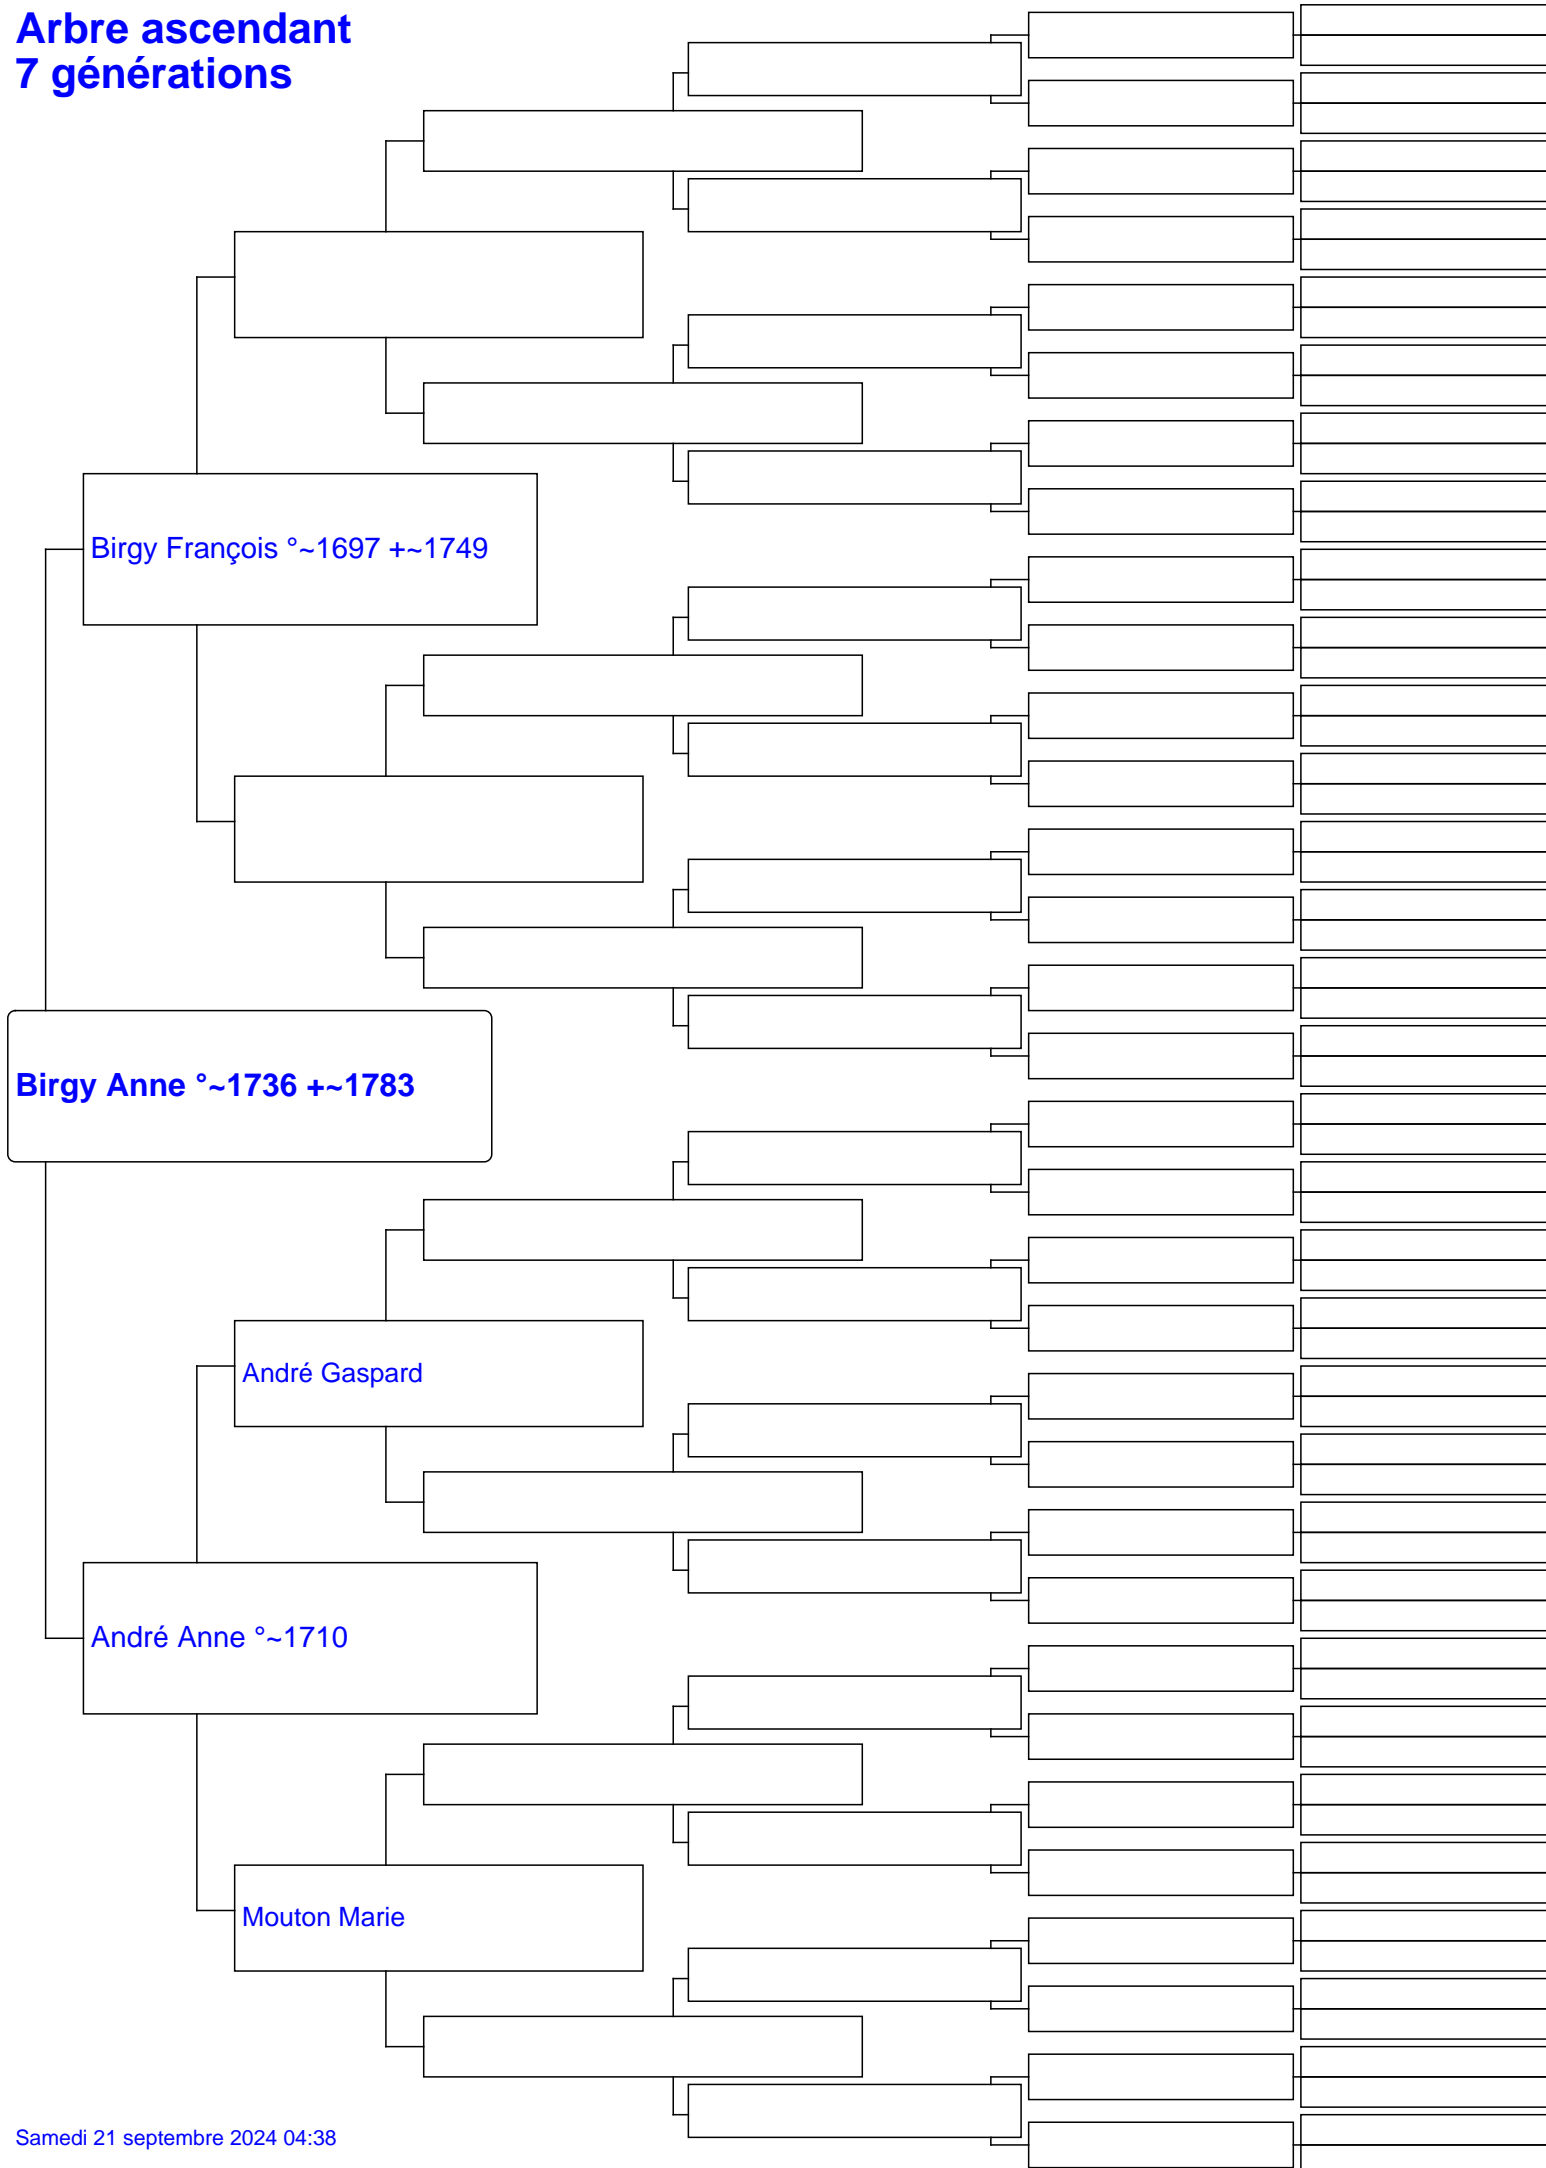 Arbre ascendant
7 générations
Birgy François °~1697 +~1749
Birgy Anne °~1736 +~1783
André Gaspard
André Anne °~1710
Mouton Marie
Samedi 21 septembre 2024 04:38